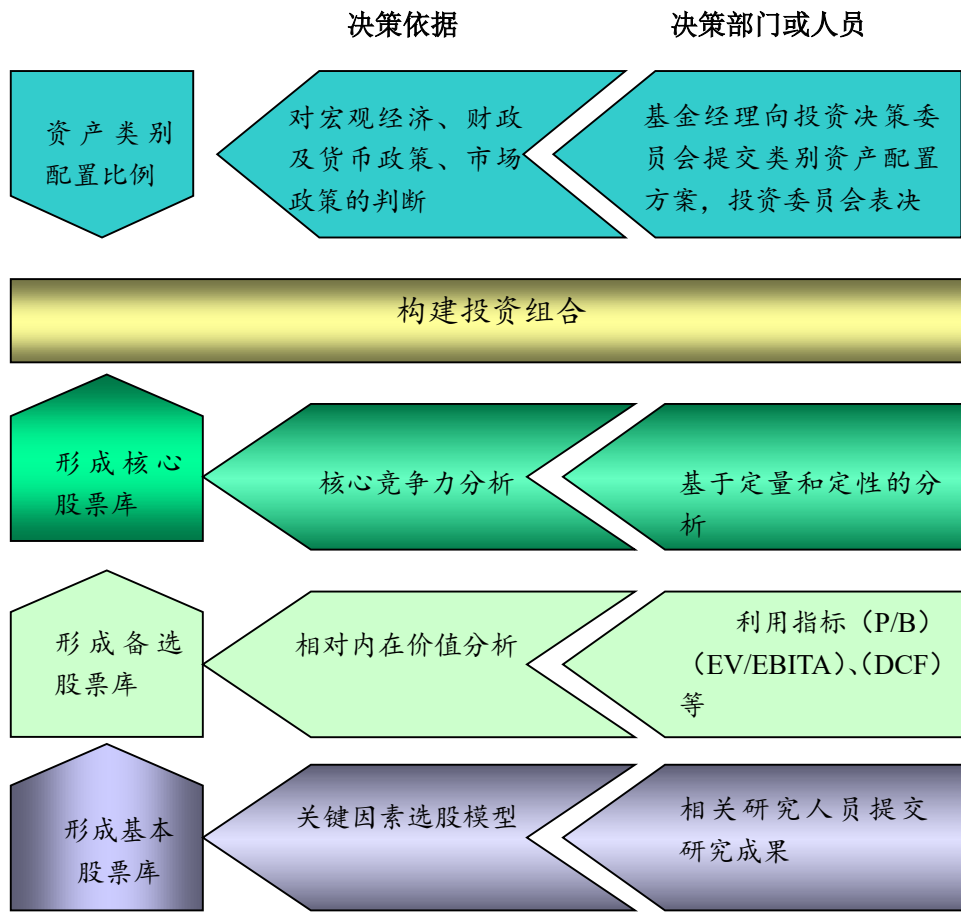 决策依据
决策部门或人员
资产类别
配置比例
对宏观经济、财政
及货币政策、市场
政策的判断
基金经理向投资决策委
员会提交类别资产配置
方案，投资委员会表决
构建投资组合
形成核心
股票库
核心竞争力分析
基于定量和定性的分
析
形成备选
股票库
相对内在价值分析
利用指标（P/B）
（EV/EBITA）、（DCF）
等
形成基本
股票库
关键因素选股模型
相关研究人员提交
研究成果